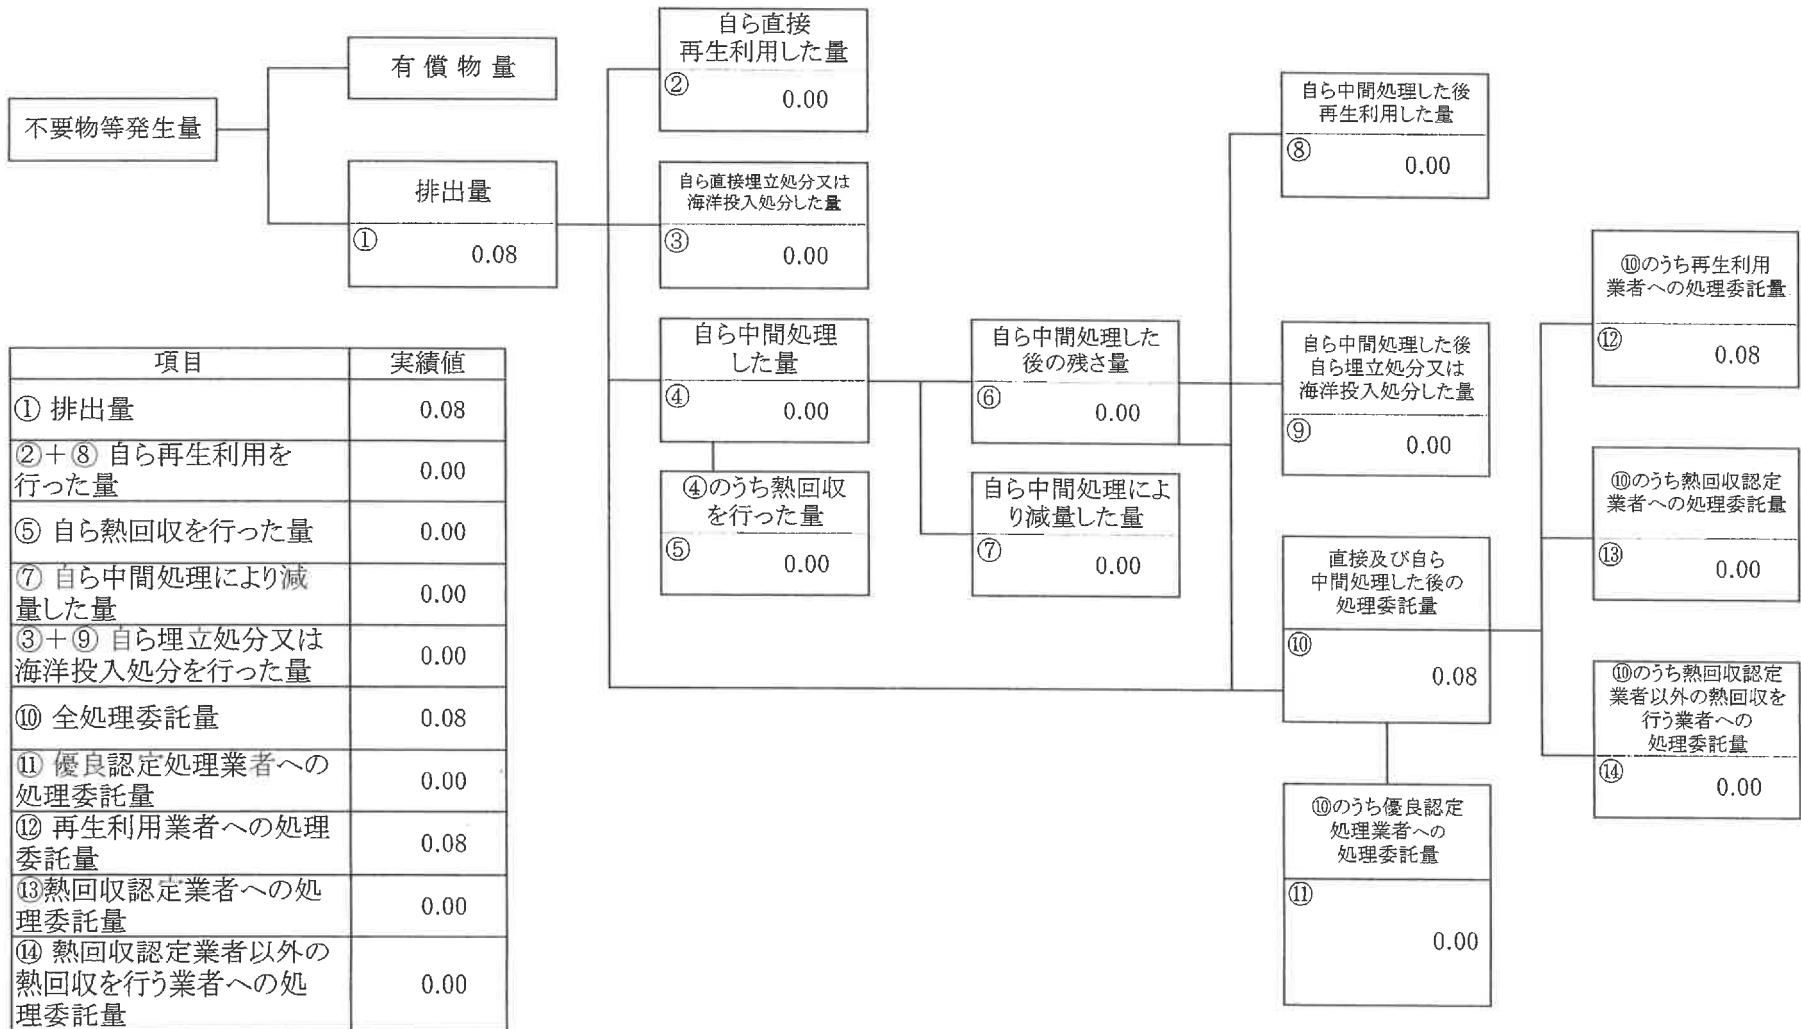 不要物等発生量
有償物量
排出量
①
0.08
自ら直接
再生利用した量
②
0.00
自ら直接埋立処分又は
海洋投入処分した量
③
0.00
自ら中間処理
した量
④
0.00
④のうち熱回収
を行った量
⑤
0.00
自ら中間処理した
後の残さ量
⑥
0.00
自ら中間処理によ
り減量した量
⑦
0.00
自ら中間処理した後
再生利用した量
⑧
0.00
自ら中間処理した後
自ら埋立処分又は
海洋投入処分した量
⑨
0.00
直接及び自ら
中間処理した後の
処理委託量
⑩
0.08
⑩のうち優良認定
処理業者への
処理委託量
⑪
0.00
⑩のうち再生利用
業者への処理委託量
⑫
0.08
⑩のうち熱回収認定
業者への処理委託量
⑬
0.00
⑩のうち熱回収認定
業者以外の熱回収を
行う業者への
処理委託量
⑭
0.00
項目 実績値
① 排出量 0.08
②+⑧ 自ら再生利用を
行った量 0.00
⑤ 自ら熱回収を行った量 0.00
⑦ 自ら中間処理により減
量した量 0.00
③+⑨ 自ら埋立処分又は
海洋投入処分を行った量 0.00
⑩ 全処理委託量 0.08
⑪ 優良認定処理業者への
処理委託量 0.00
⑫ 再生利用業者への処理
委託量 0.08
⑬熱回収認定業者への処
理委託量 0.00
⑭ 熱回収認定業者以外の
熱回収を行う業者への処
理委託量 0.00